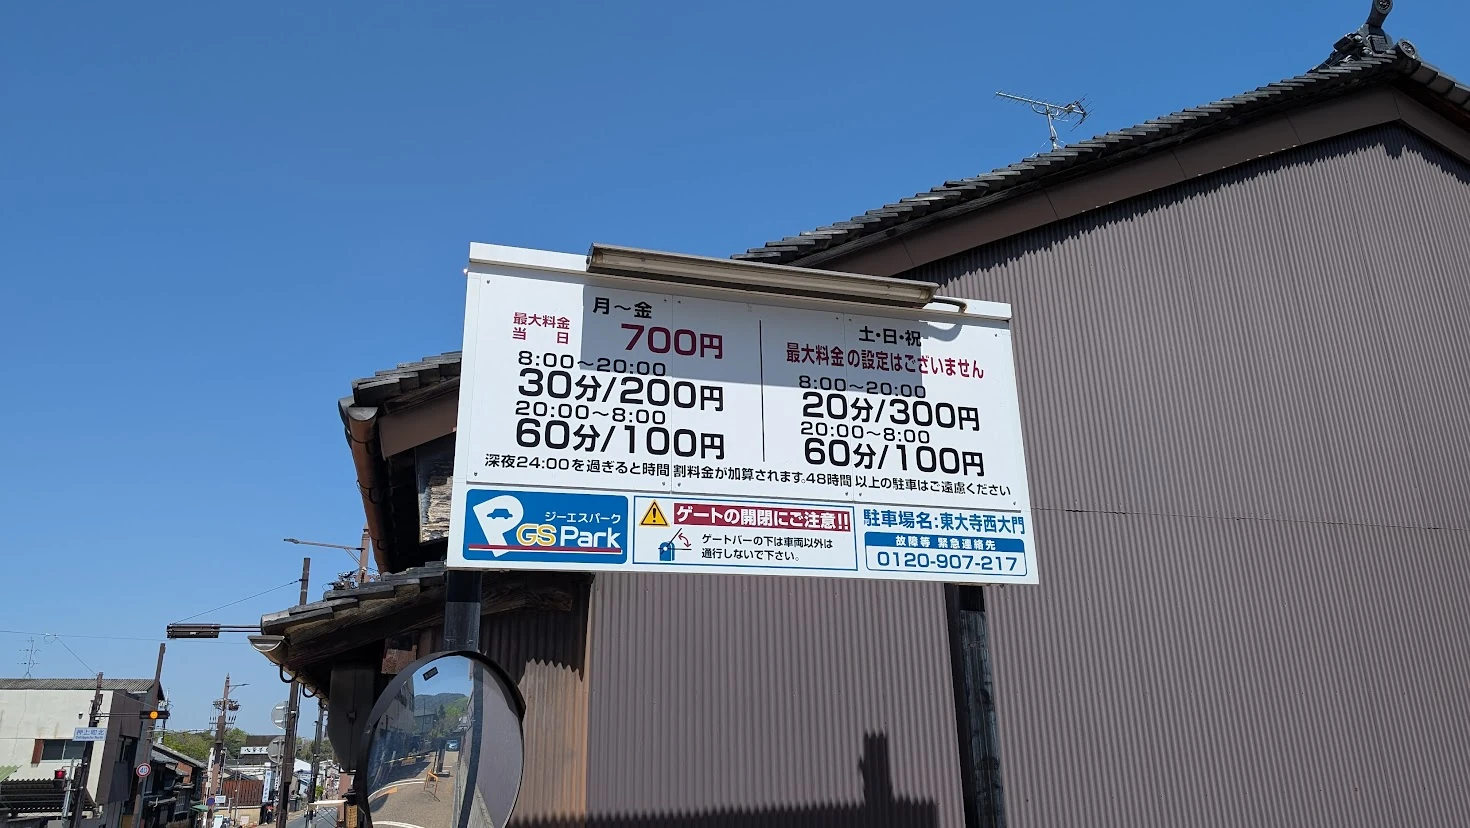 月～金
最大料金
当日
700円
8:00～20:00
30分/200円
20:00～8:00
60分/100円
土・日・祝
最大料金の設定はございません
8:00～20:00
20分/300円
20:00～8:00
60分/100円
深夜24:00を過ぎると時間割料金が加算されます。48時間以上の駐車はご遠慮ください
ジーエスパーク
GS Park
ゲートの開閉にご注意!!
ゲートバーの下は車両以外は
通行しないで下さい。
駐車場名:東大寺西大門
故障等 緊急連絡先
0120-907-217
押上町北